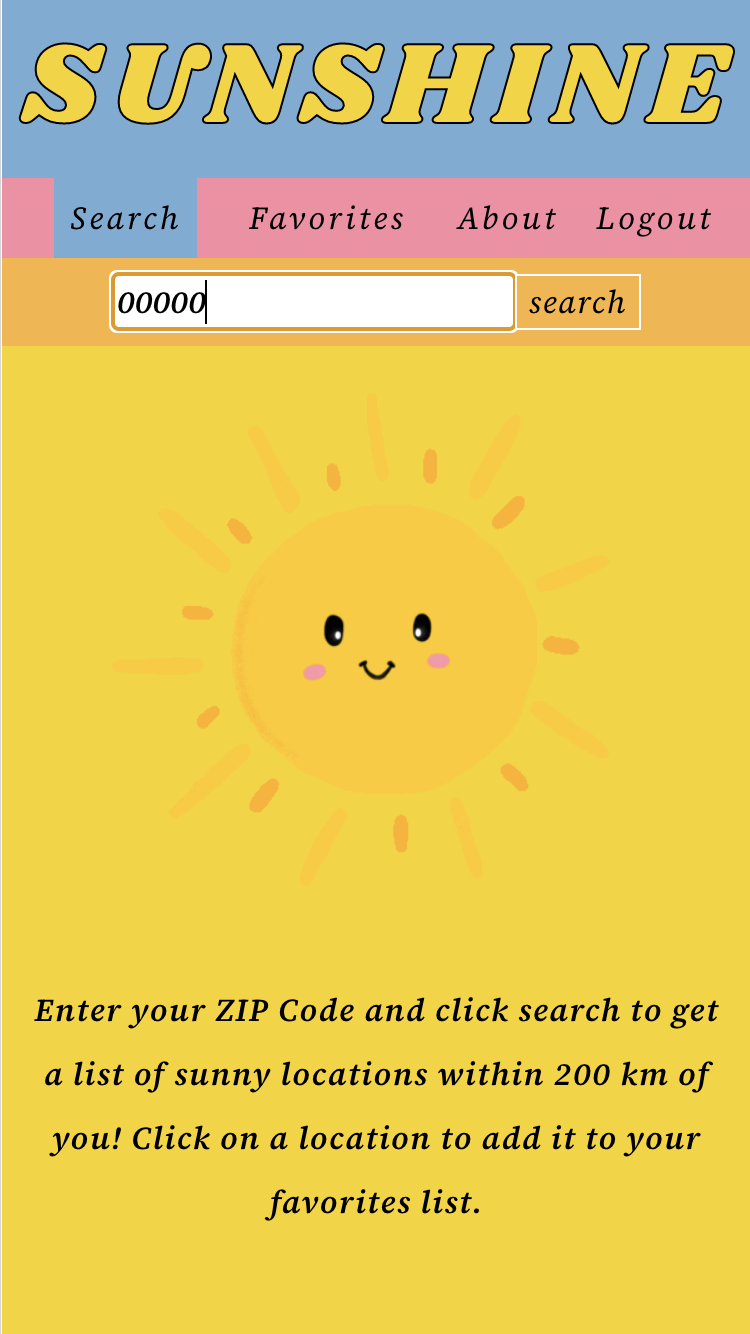 SUNSHINE
Search Favorites About Logout
00000 search
Enter your ZIP Code and click search to get
a list of sunny locations within 200 km of
you! Click on a location to add it to your
favorites list.